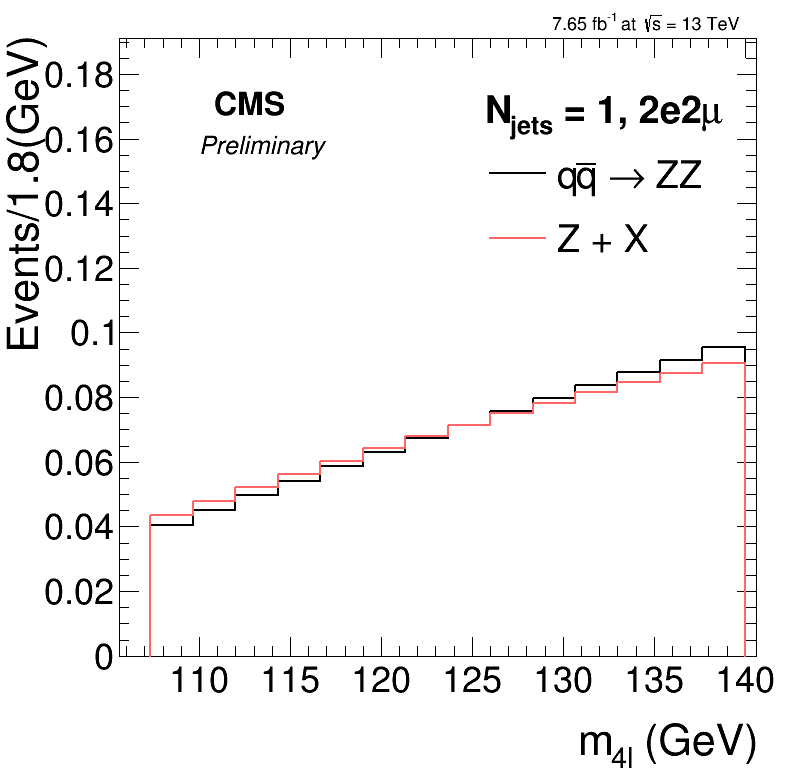 7.65 fb⁻¹ at √s = 13 TeV
CMS
Preliminary
N_jets = 1, 2e2μ
qq̅ → ZZ
Z + X
Events/1.8(GeV)
0.18
0.16
0.14
0.12
0.1
0.08
0.06
0.04
0.02
0
110 115 120 125 130 135 140
m_4l (GeV)